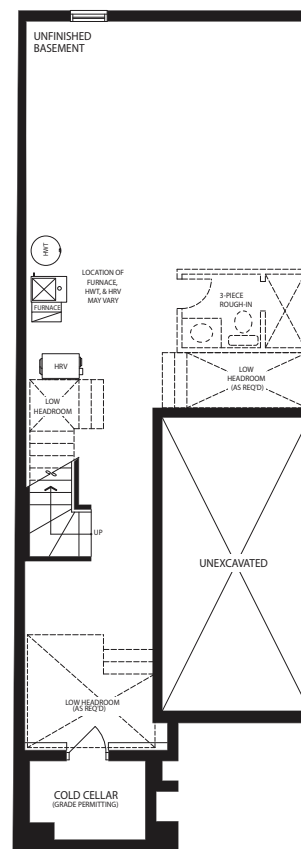 UNFINISHED
BASEMENT
HWT
LOCATION OF
FURNACE,
HWT, & HRV
MAY VARY
FURNACE
3-PIECE
ROUGH-IN
HRV
LOW
HEADROOM
(AS REQ'D)
LOW
HEADROOM
UP
UNEXCAVATED
LOW HEADROOM
(AS REQ'D)
COLD CELLAR
(GRADE PERMITTING)